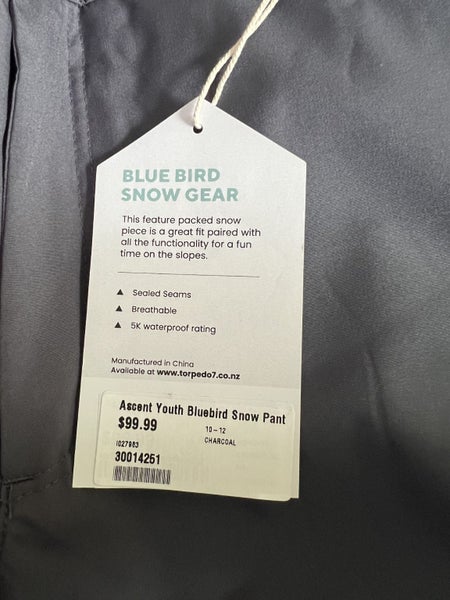 BLUE BIRD
SNOW GEAR
This feature packed snow
piece is a great fit paired with
all the functionality for a fun
time on the slopes.
▲ Sealed Seams
▲ Breathable
▲ 5K waterproof rating
Manufactured in China
Available at www.torpedo7.co.nz
Ascent Youth Bluebird Snow Pant
$99.99 10-12
I027983 CHARCOAL
30014261